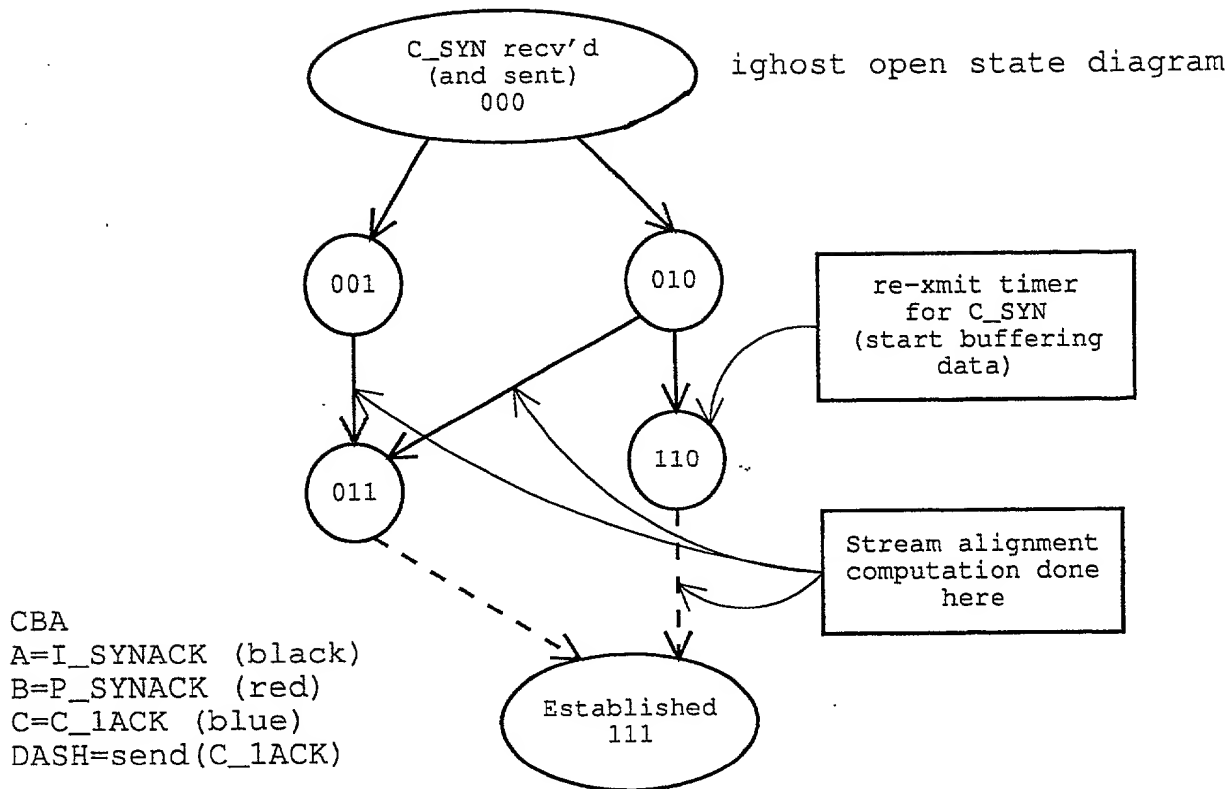 C_SYN recv'd
(and sent)
000
ighost open state diagram
001
010
re-xmit timer
for C_SYN
(start buffering
data)
011
110
Stream alignment
computation done
here
CBA
A=I_SYNACK (black)
B=P_SYNACK (red)
C=C_1ACK (blue)
DASH=send(C_1ACK)
Established
111